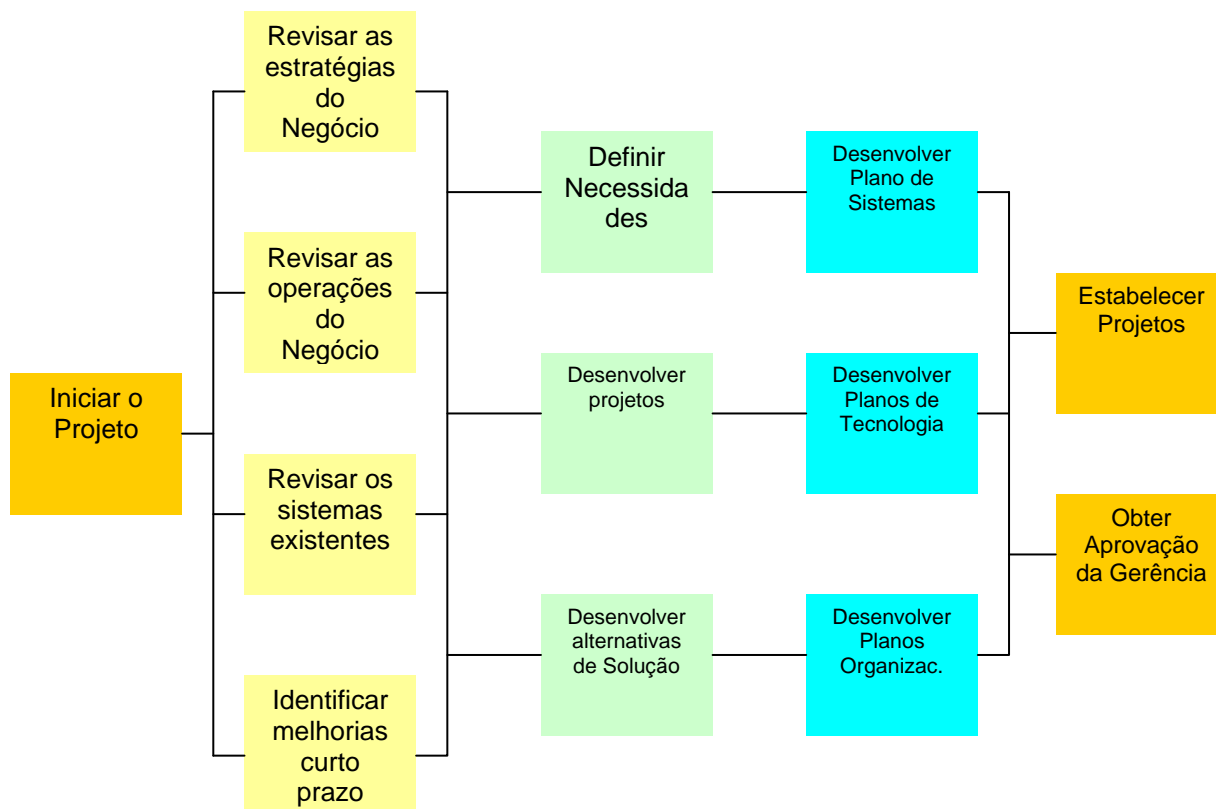 Iniciar o
Projeto
Revisar as
estratégias
do
Negócio
Revisar as
operações
do
Negócio
Revisar os
sistemas
existentes
Identificar
melhorias
curto
prazo
Definir
Necessida
des
Desenvolver
projetos
Desenvolver
alternativas
de Solução
Desenvolver
Plano de
Sistemas
Desenvolver
Planos de
Tecnologia
Desenvolver
Planos
Organizac.
Estabelecer
Projetos
Obter
Aprovação
da Gerência